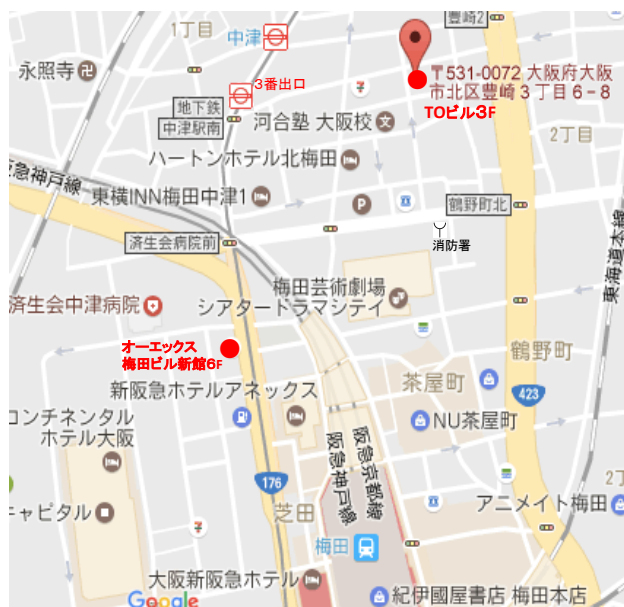 1丁目
豊崎2
中津
永照寺
3番出口
〒531-0072 大阪府大阪
市北区豊崎3丁目6-8
TOビル3F
地下鉄
中津駅南
河合塾 大阪校
2丁目
ハートンホテル北梅田
阪急神戸線
東横INN梅田中津1
鶴野町北
済生会病院前
消防署
東海道本線
梅田芸術劇場
シアタードラマシティ
済生会中津病院
オーエックス
梅田ビル新館6F
鶴野町
茶屋町
新阪急ホテルアネックス
423
コンチネンタル
ホテル大阪
NU茶屋町
阪急京都線
阪急神戸線
176
キャピタル
芝田
アニメイト梅田
梅田
大阪新阪急ホテル
紀伊國屋書店 梅田本店
Google